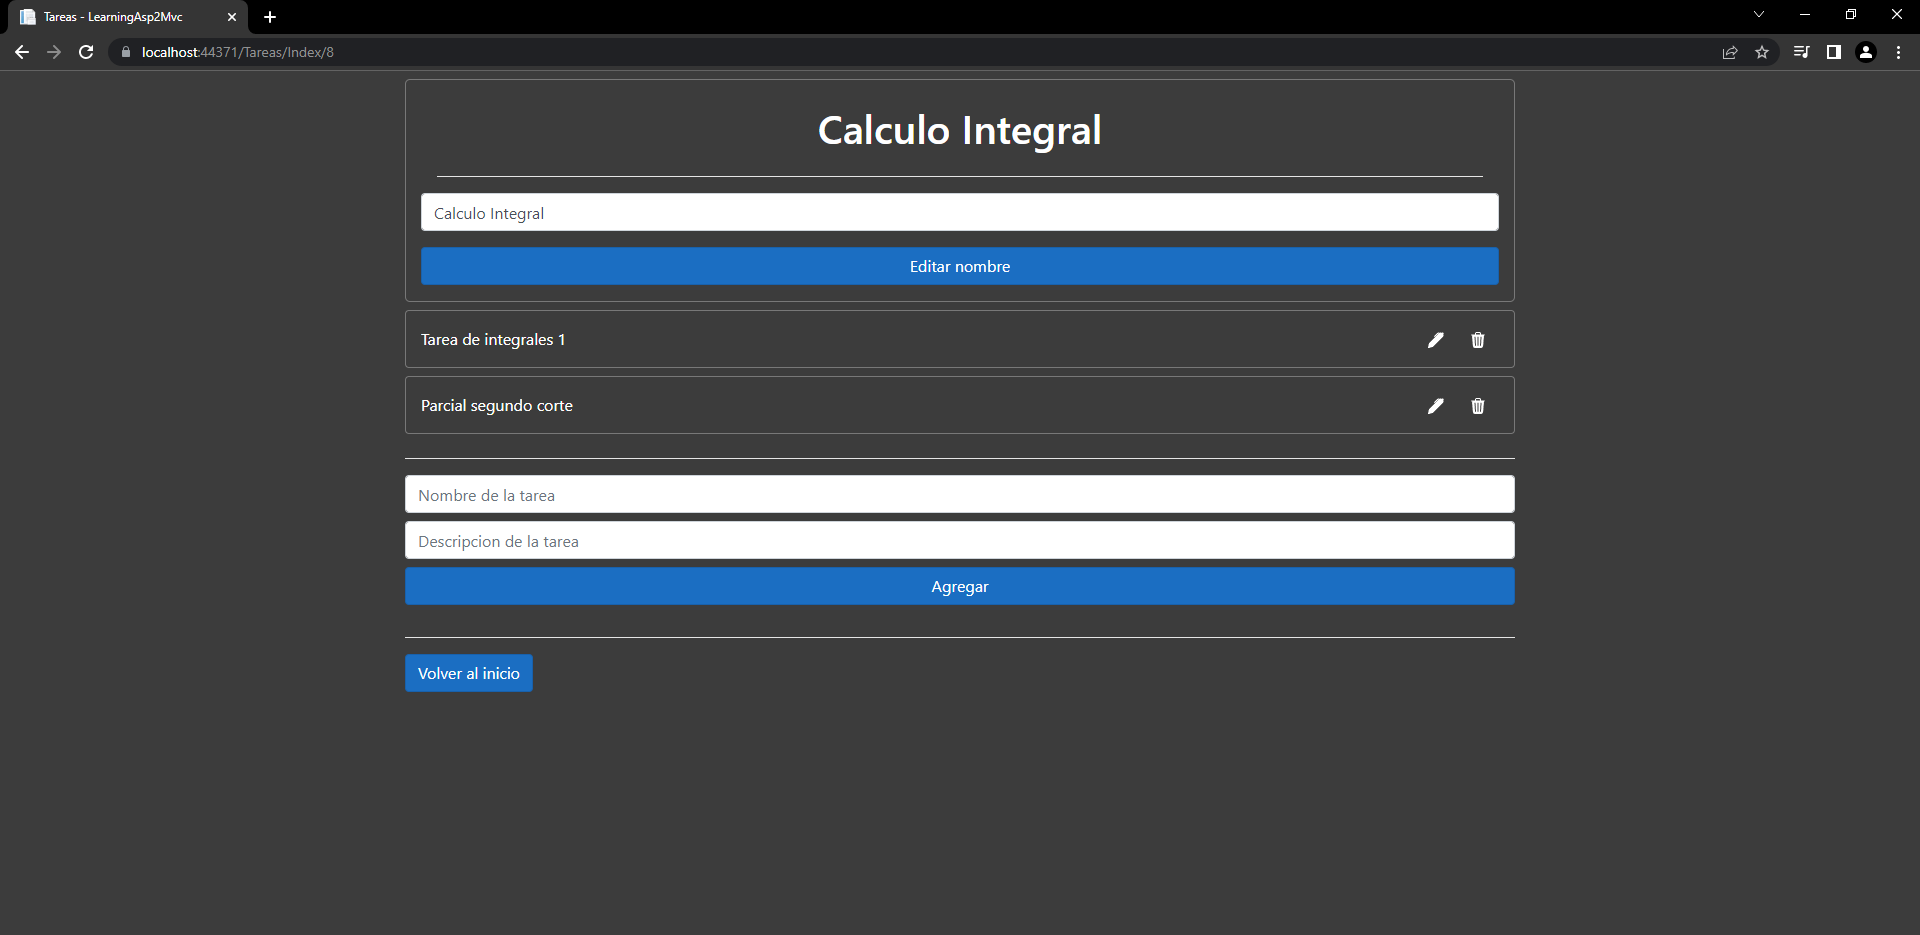 Tareas - LearningAsp2Mvc
localhost:44371/Tareas/Index/8
Calculo Integral
Calculo Integral
Editar nombre
Tarea de integrales 1
Parcial segundo corte
Nombre de la tarea
Descripcion de la tarea
Agregar
Volver al inicio